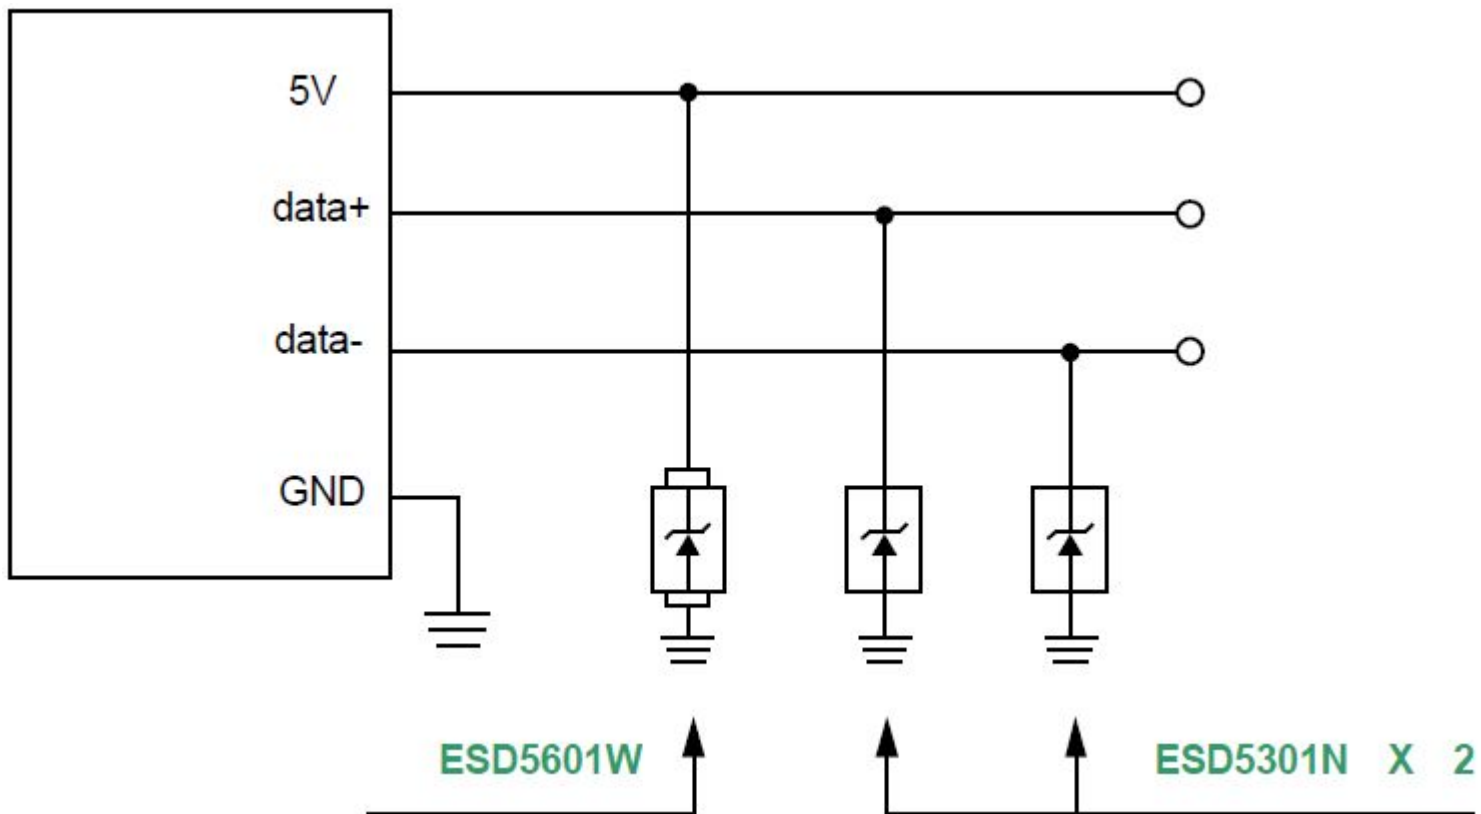 5V
data+
data-
GND
ESD5601W
ESD5301N X 2